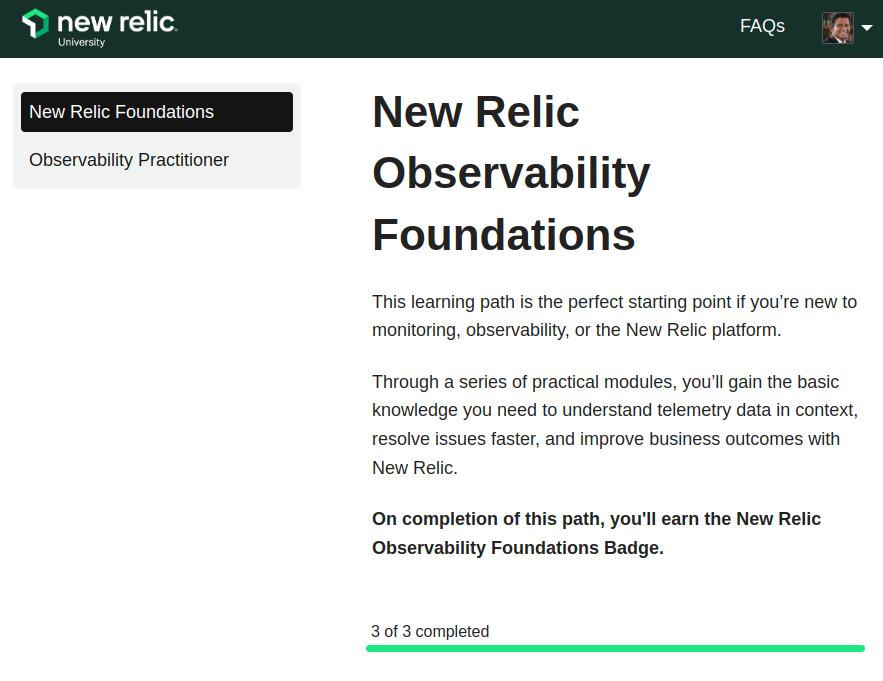 new relic.
University
FAQs
New Relic Foundations
Observability Practitioner
New Relic
Observability
Foundations
This learning path is the perfect starting point if you’re new to
monitoring, observability, or the New Relic platform.
Through a series of practical modules, you’ll gain the basic
knowledge you need to understand telemetry data in context,
resolve issues faster, and improve business outcomes with
New Relic.
On completion of this path, you'll earn the New Relic
Observability Foundations Badge.
3 of 3 completed